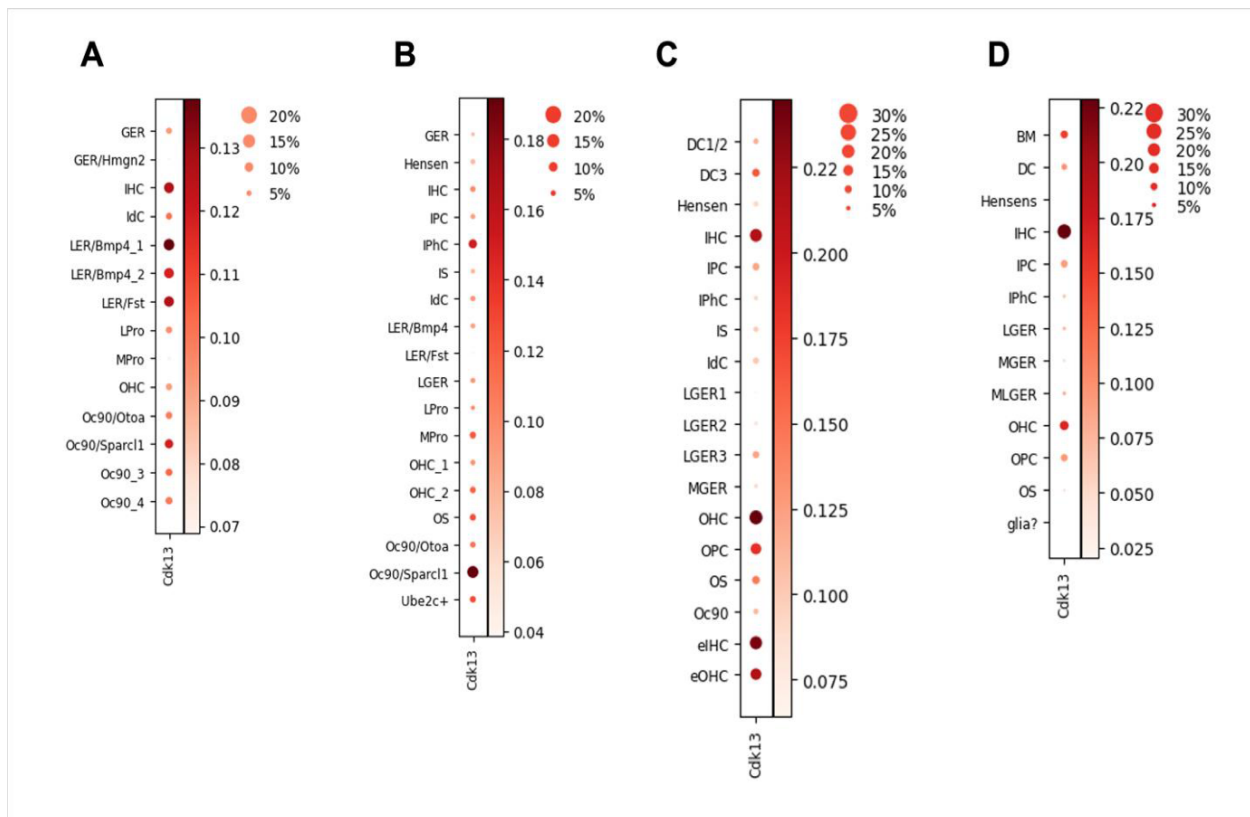 A
GER
GER/Hmgn2
IHC
IdC
LER/Bmp4_1
LER/Bmp4_2
LER/Fst
LPro
MPro
OHC
Oc90/Otoa
Oc90/Sparcl1
Oc90_3
Oc90_4
Cdk13
0.13
0.12
0.11
0.10
0.09
0.08
0.07
20%
15%
10%
5%
B
GER
Hensen
IHC
IPC
IPhC
IS
IdC
LER/Bmp4
LER/Fst
LGER
LPro
MPro
OHC_1
OHC_2
OS
Oc90/Otoa
Oc90/Sparcl1
Ube2c+
Cdk13
0.18
0.16
0.14
0.12
0.10
0.08
0.06
0.04
20%
15%
10%
5%
C
DC1/2
DC3
Hensen
IHC
IPC
IPhC
IS
IdC
LGER1
LGER2
LGER3
MGER
OHC
OPC
OS
Oc90
eIHC
eOHC
Cdk13
0.22
0.200
0.175
0.150
0.125
0.100
0.075
30%
25%
20%
15%
10%
5%
D
BM
DC
Hensens
IHC
IPC
IPhC
LGER
MGER
MLGER
OHC
OPC
OS
glia?
Cdk13
0.22
0.20
0.175
0.150
0.125
0.100
0.075
0.050
0.025
30%
25%
20%
15%
10%
5%